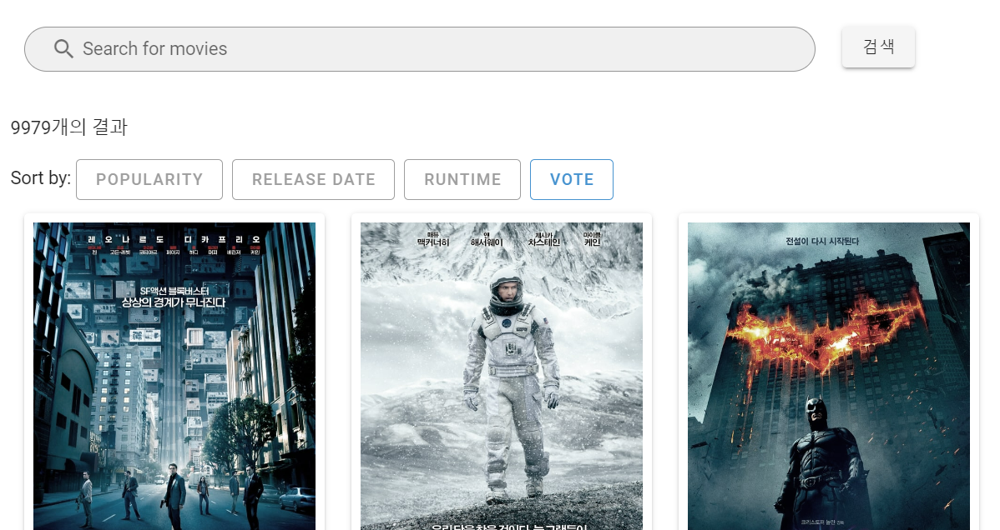 Search for movies
검색
9979개의 결과
Sort by: POPULARITY RELEASE DATE RUNTIME VOTE
레오나르도 디카프리오
SF액션 블록버스터
상상의 경계가 무너진다
매튜 맥커너히 앤 해서웨이 제시카 차스테인 마이클 케인
전설이 다시 시작된다
크리스토퍼 놀란 감독